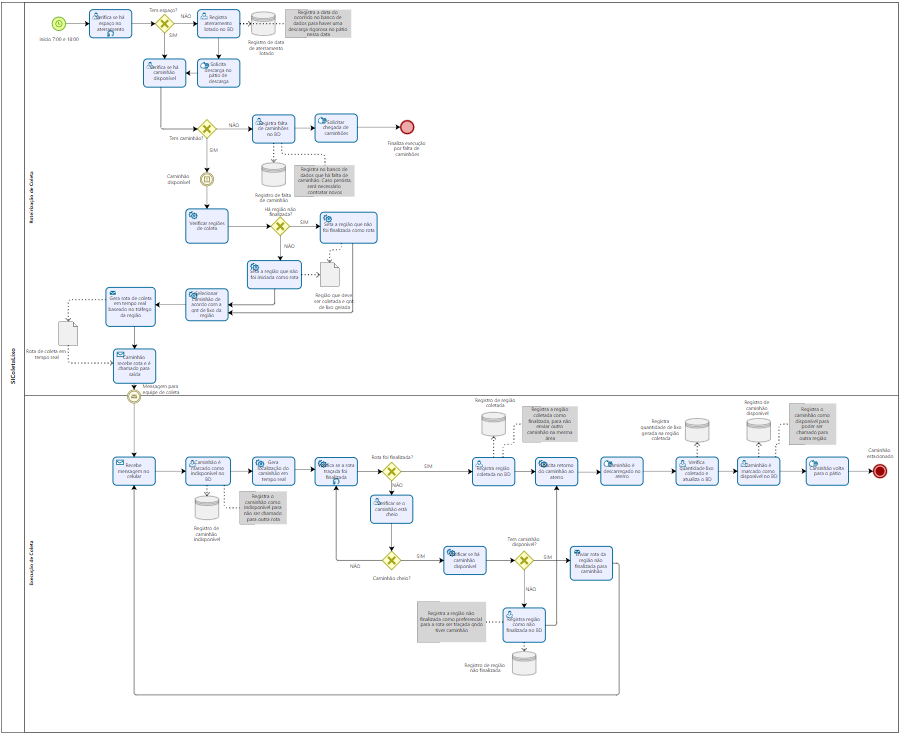 SIColetaLixo
Roteirização de Coleta
Início 7:00 e 18:00
Verifica se há
espaço no
aterramento
Tem espaço?
NÃO
SIM
Registra
aterramento
lotado no BD
Registro de data
de aterramento
lotado
Registra a data do
ocorrido no banco de
dados para haver uma
descarga rigorosa no pátio
nessa data
Verifica se há
caminhão
disponível
Solicita
descarga no
pátio de
descarga
Tem caminhão?
NÃO
SIM
Registra falta
de caminhões
no BD
Solicitar
chegada de
caminhões
Finaliza execução
por falta de
caminhões
Registro de falta
de caminhão
Registra no banco de
dados que há falta de
caminhão. Caso persista,
será necessário
contratar novos
Caminhão
disponível
Verificar regiões
de coleta
Há região não
finalizada?
SIM
NÃO
Seta a região que não
foi finalizada como rota
Seta a região que não
foi iniciada como rota
Região que deve
ser coletada e qnt
de lixo gerada
Selecionar
caminhão de
acordo com a
qnt de lixo da
região
Gera rota de coleta
em tempo real
baseado no tráfego
da região
Rota de coleta em
tempo real
Caminhão
recebe rota e é
chamado para
saída
Mensagem para
equipe de coleta
Execução de Coleta
Recebe
mensagem no
celular
Caminhão é
marcado como
indisponível no
BD
Registro de
caminhão
indisponível
Registra o
caminhão como
indisponível para
não ser chamado
para outra rota
Gera
localização do
caminhão em
tempo real
Verifica se a rota
traçada foi
finalizada
Rota foi finalizada?
SIM
NÃO
Verificar se o
caminhão está
cheio
Caminhão cheio?
NÃO
SIM
Verificar se há
caminhão
disponível
Tem caminhão
disponível?
SIM
NÃO
Enviar rota da
região não
finalizada para
caminhão
Registra região
como não
finalizada no BD
Registra a região não
finalizada como preferencial
para a rota ser traçada qndo
tiver caminhão
Registro de região
não finalizada
Registra região
coletada no BD
Registro de região
coletada
Registra a região
coletada como
finalizada, para não
enviar outro
caminhão na mesma
área
Solicita retorno
do caminhão ao
aterro
Caminhão é
descarregado no
aterro
Verifica
quantidade lixo
coletado e
atualiza o BD
Registra
quantidade de lixo
gerada na região
coletada
Caminhão é
marcado como
disponível no BD
Registro de
caminhão
disponível
Registra o
caminhão como
disponível para
poder ser
chamado para
outra região
Caminhão volta
para o pátio
Caminhão
estacionado